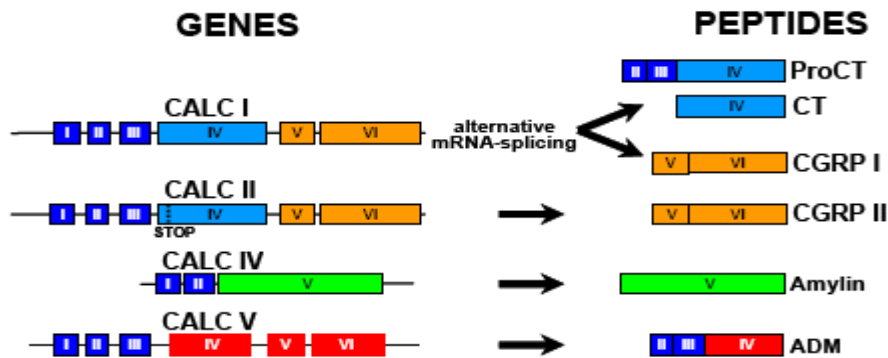 GENES PEPTIDES
II III IV ProCT
CALC I
IV CT
I II III IV V VI
alternative
mRNA-splicing
V VI CGRP I
CALC II
I II III IV V VI V VI CGRP II
STOP
CALC IV
I II V V Amylin
CALC V
I II III IV V VI II III IV ADM